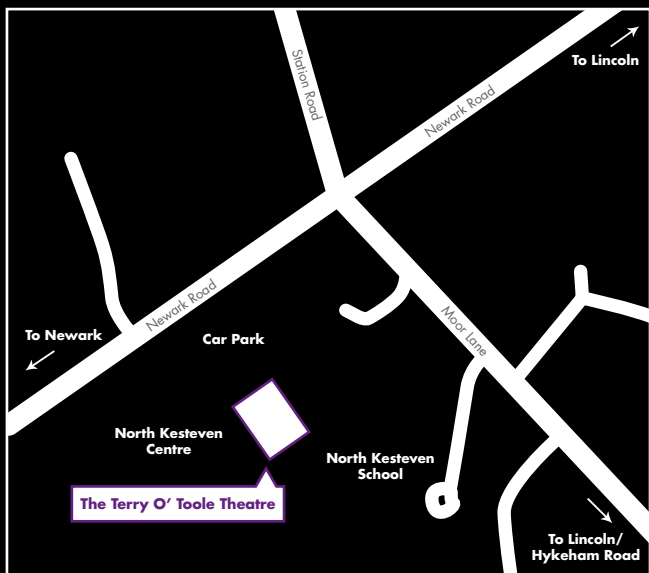 To Lincoln
Station Road
Newark Road
Newark Road
To Newark
Car Park
Moor Lane
North Kesteven
Centre
North Kesteven
School
The Terry O' Toole Theatre
To Lincoln/
Hykeham Road